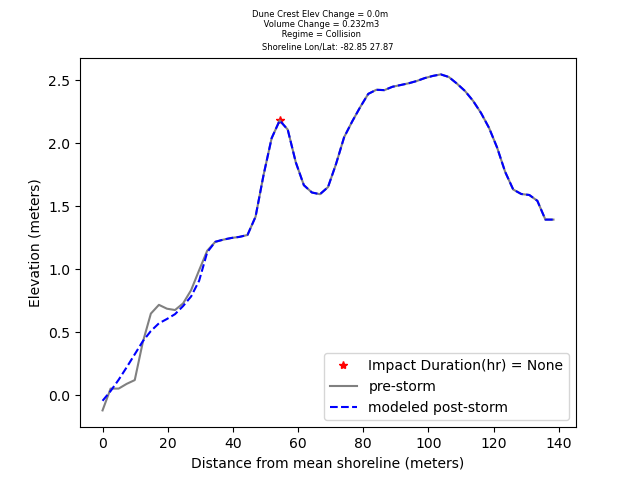 Dune Crest Elev Change = 0.0m
Volume Change = 0.232m3
Regime = Collision
Shoreline Lon/Lat: -82.85 27.87
2.5
2.0
1.5
1.0
0.5
0.0
Elevation (meters)
Impact Duration(hr) = None
pre-storm
modeled post-storm
0 20 40 60 80 100 120 140
Distance from mean shoreline (meters)